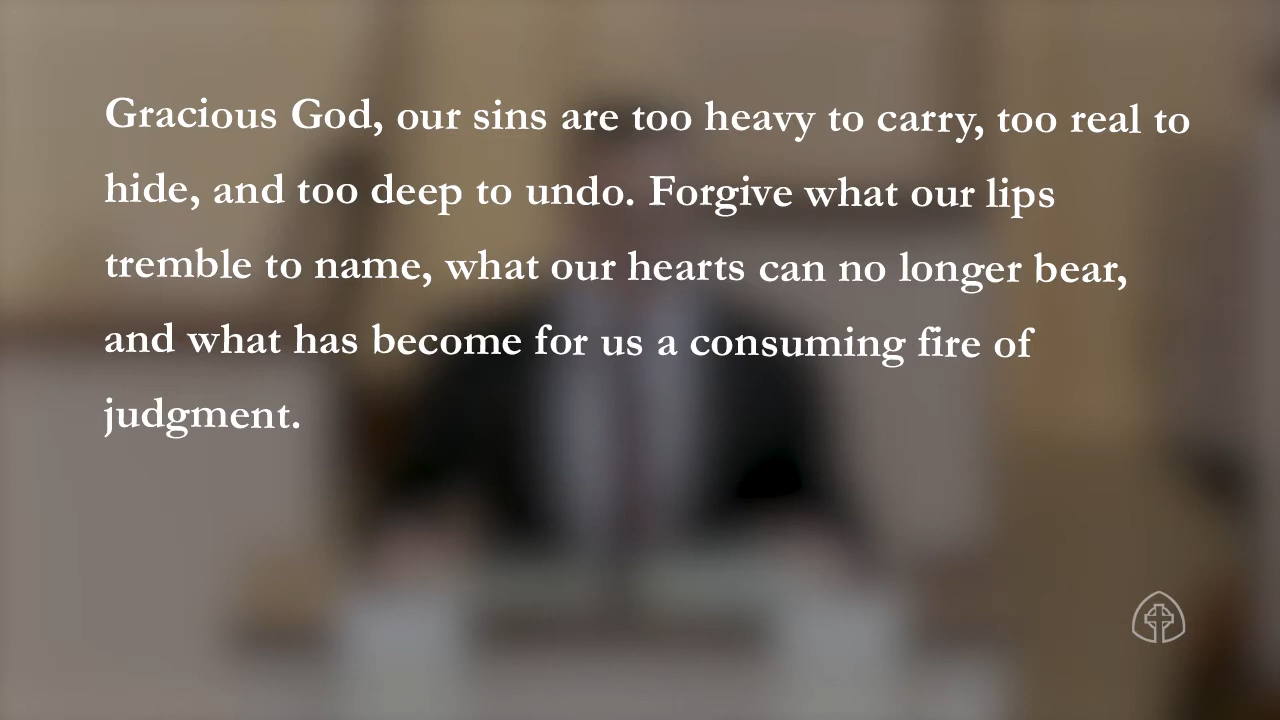 Gracious God, our sins are too heavy to carry, too real to
hide, and too deep to undo. Forgive what our lips
tremble to name, what our hearts can no longer bear,
and what has become for us a consuming fire of
judgment.